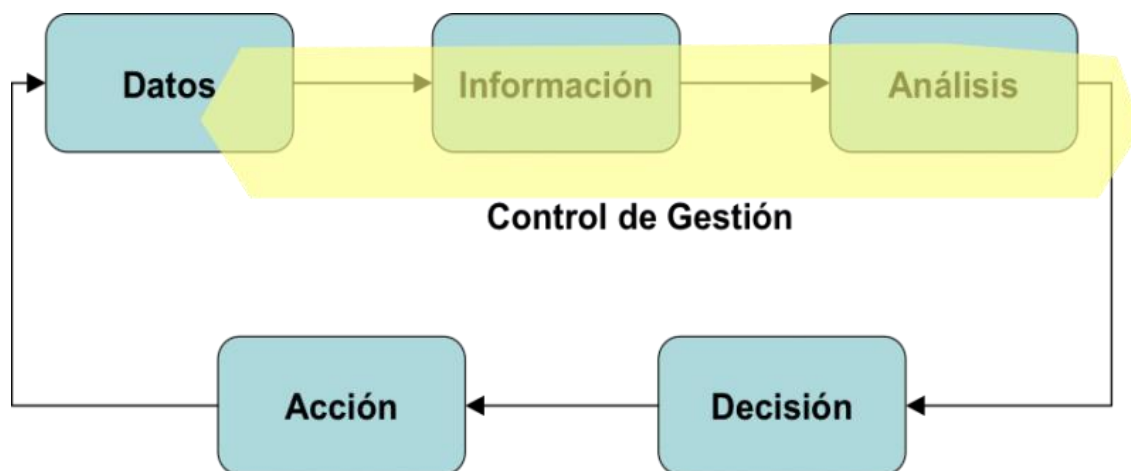 Datos
Información
Análisis
Control de Gestión
Acción
Decisión